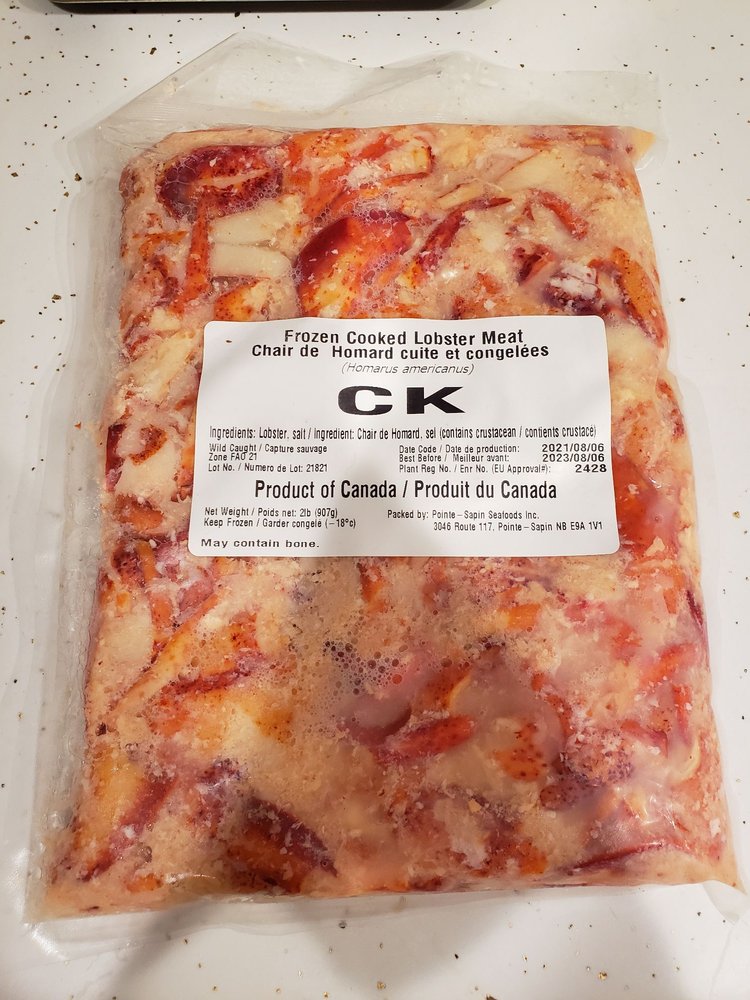 Frozen Cooked Lobster Meat
Chair de Homard cuite et congelées
(Homarus americanus)
CK
Ingredients: Lobster, salt / Ingredient: Chair de Homard, sel (contains crustacean / contients crustace)
Wild Caught / Capture sauvage
Zone FAO 21
Lot No. / Numero de Lot: 21821
Date Code / Date de production: 2021/08/06
Best Before / Meilleur avant: 2023/08/06
Plant Reg No. / Enr No. (EU Approval#): 2428
Product of Canada / Produit du Canada
Net Weight / Poids net: 2lb (907g)
Keep Frozen / Garder congelé (-18°c)
Packed by: Pointe-Sapin Seafoods Inc.
3046 Route 117, Pointe-Sapin NB E9A 1V1
May contain bone.